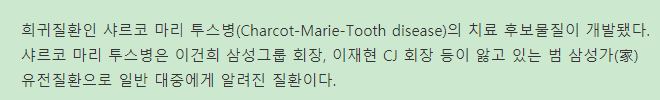 희귀질환인 샤르코 마리 투스병(Charcot-Marie-Tooth disease)의 치료 후보물질이 개발됐다.
샤르코 마리 투스병은 이건희 삼성그룹 회장, 이재현 CJ 회장 등이 앓고 있는 범 삼성가(家)
유전질환으로 일반 대중에게 알려진 질환이다.